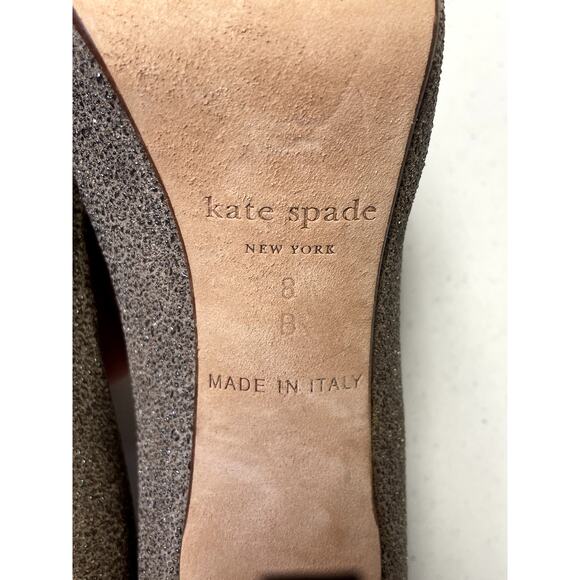 kate spade
NEW YORK
8
B
MADE IN ITALY